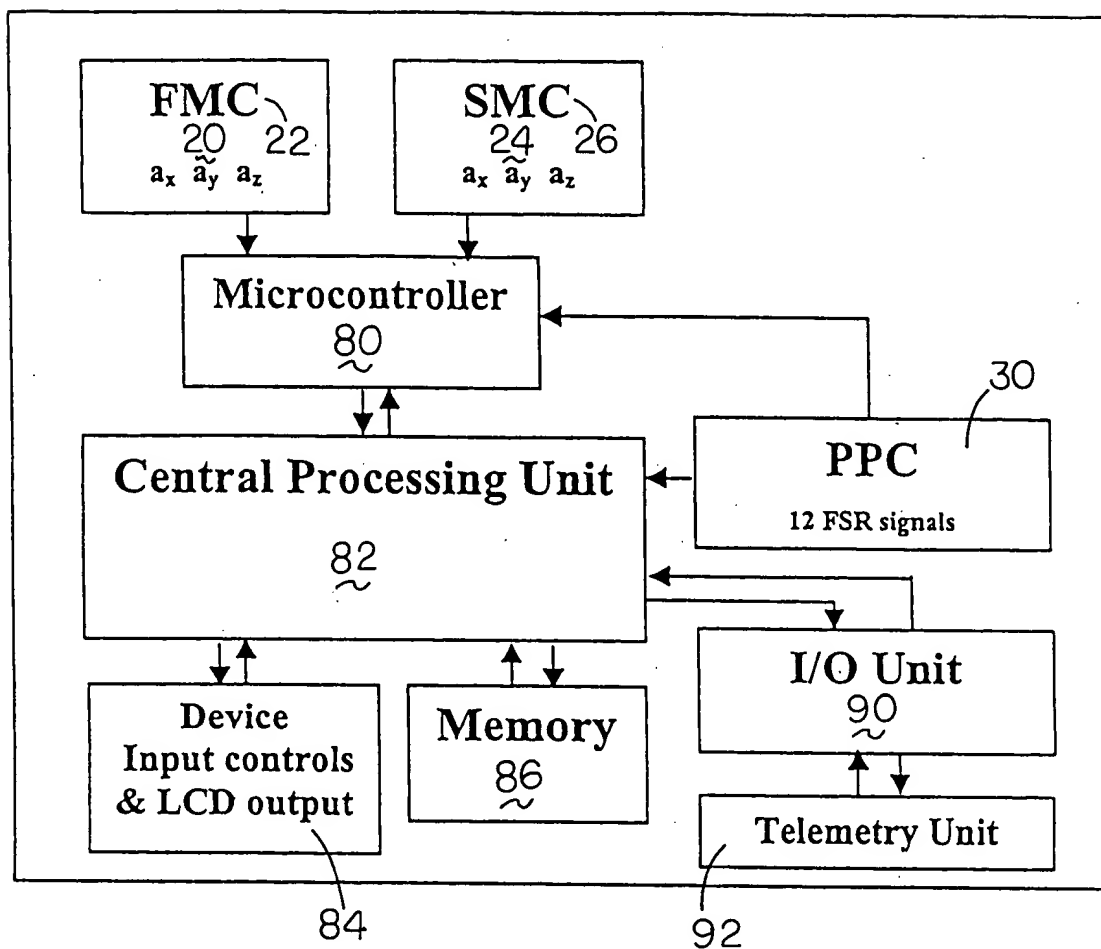 FMC
20 22
ax ay az
SMC
24 26
ax ay az
Microcontroller
80
30
PPC
12 FSR signals
Central Processing Unit
82
I/O Unit
90
Device
Input controls
& LCD output
Memory
86
Telemetry Unit
84
92